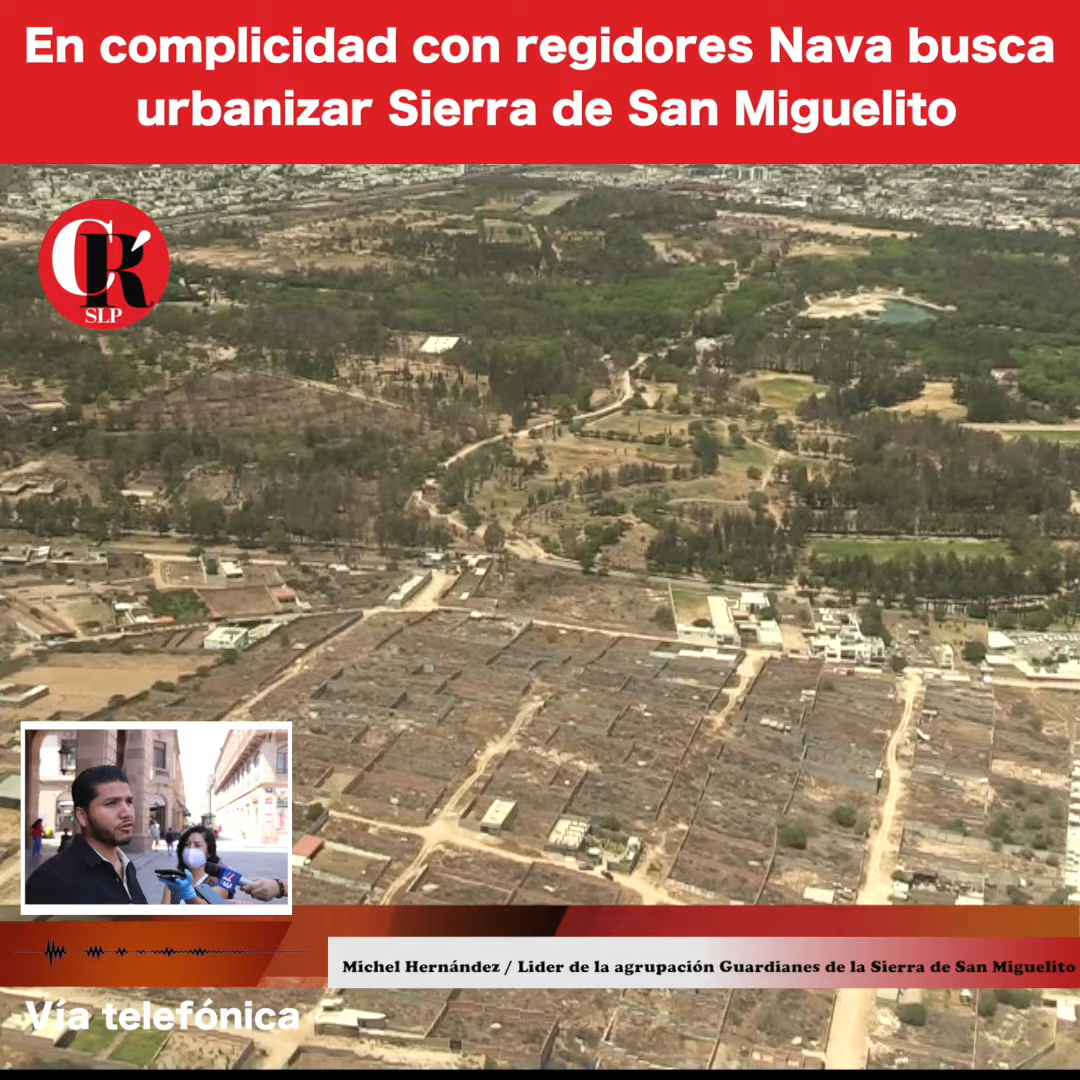 En complicidad con regidores Nava busca
urbanizar Sierra de San Miguelito
CR
SLP
Michel Hernández / Lider de la agrupación Guardianes de la Sierra de San Miguelito
Vía telefónica